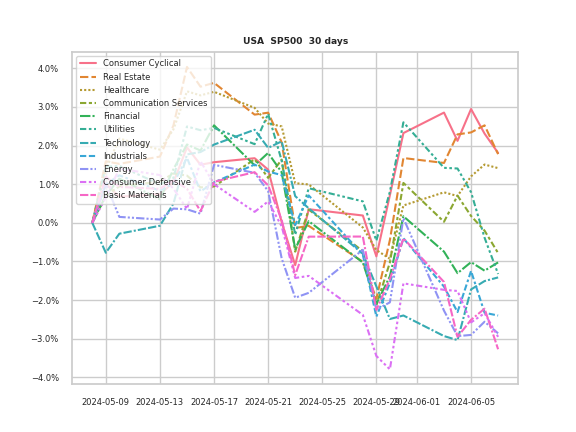 USA SP500 30 days
4.0%
3.0%
2.0%
1.0%
0.0%
−1.0%
−2.0%
−3.0%
−4.0%
Consumer Cyclical
Real Estate
Healthcare
Communication Services
Financial
Utilities
Technology
Industrials
Energy
Consumer Defensive
Basic Materials
2024-05-09 2024-05-13 2024-05-17 2024-05-21 2024-05-25 2024-05-29 2024-06-01 2024-06-05